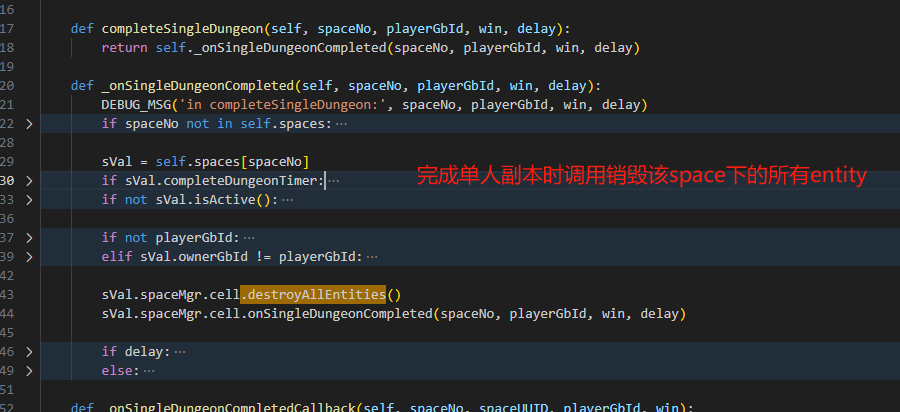 16
17 def completeSingleDungeon(self, spaceNo, playerGbId, win, delay):
18 return self._onSingleDungeonCompleted(spaceNo, playerGbId, win, delay)
19
20 def _onSingleDungeonCompleted(self, spaceNo, playerGbId, win, delay):
21 DEBUG_MSG('in completeSingleDungeon:', spaceNo, playerGbId, win, delay)
22 > if spaceNo not in self.spaces: ···
28
29 sVal = self.spaces[spaceNo]
30 > if sVal.completeDungeonTimer: ··· 完成单人副本时调用销毁该space下的所有entity
33 > if not sVal.isActive(): ···
36
37 > if not playerGbId: ···
39 > elif sVal.ownerGbId != playerGbId: ···
42
43 sVal.spaceMgr.cell.destroyAllEntities()
44 sVal.spaceMgr.cell.onSingleDungeonCompleted(spaceNo, playerGbId, win, delay)
45
46 > if delay: ···
49 > else: ···
51
52 def _onSingleDungeonCompletedCallback(self, spaceNo, spaceUUID, playerGbId, win):